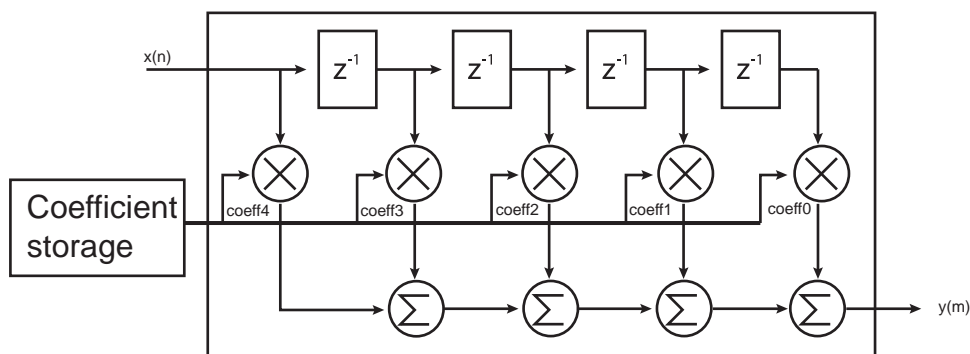 x(n)
z⁻¹ z⁻¹ z⁻¹ z⁻¹
coeff4 coeff3 coeff2 coeff1 coeff0
Coefficient
storage
Σ Σ Σ Σ
y(m)